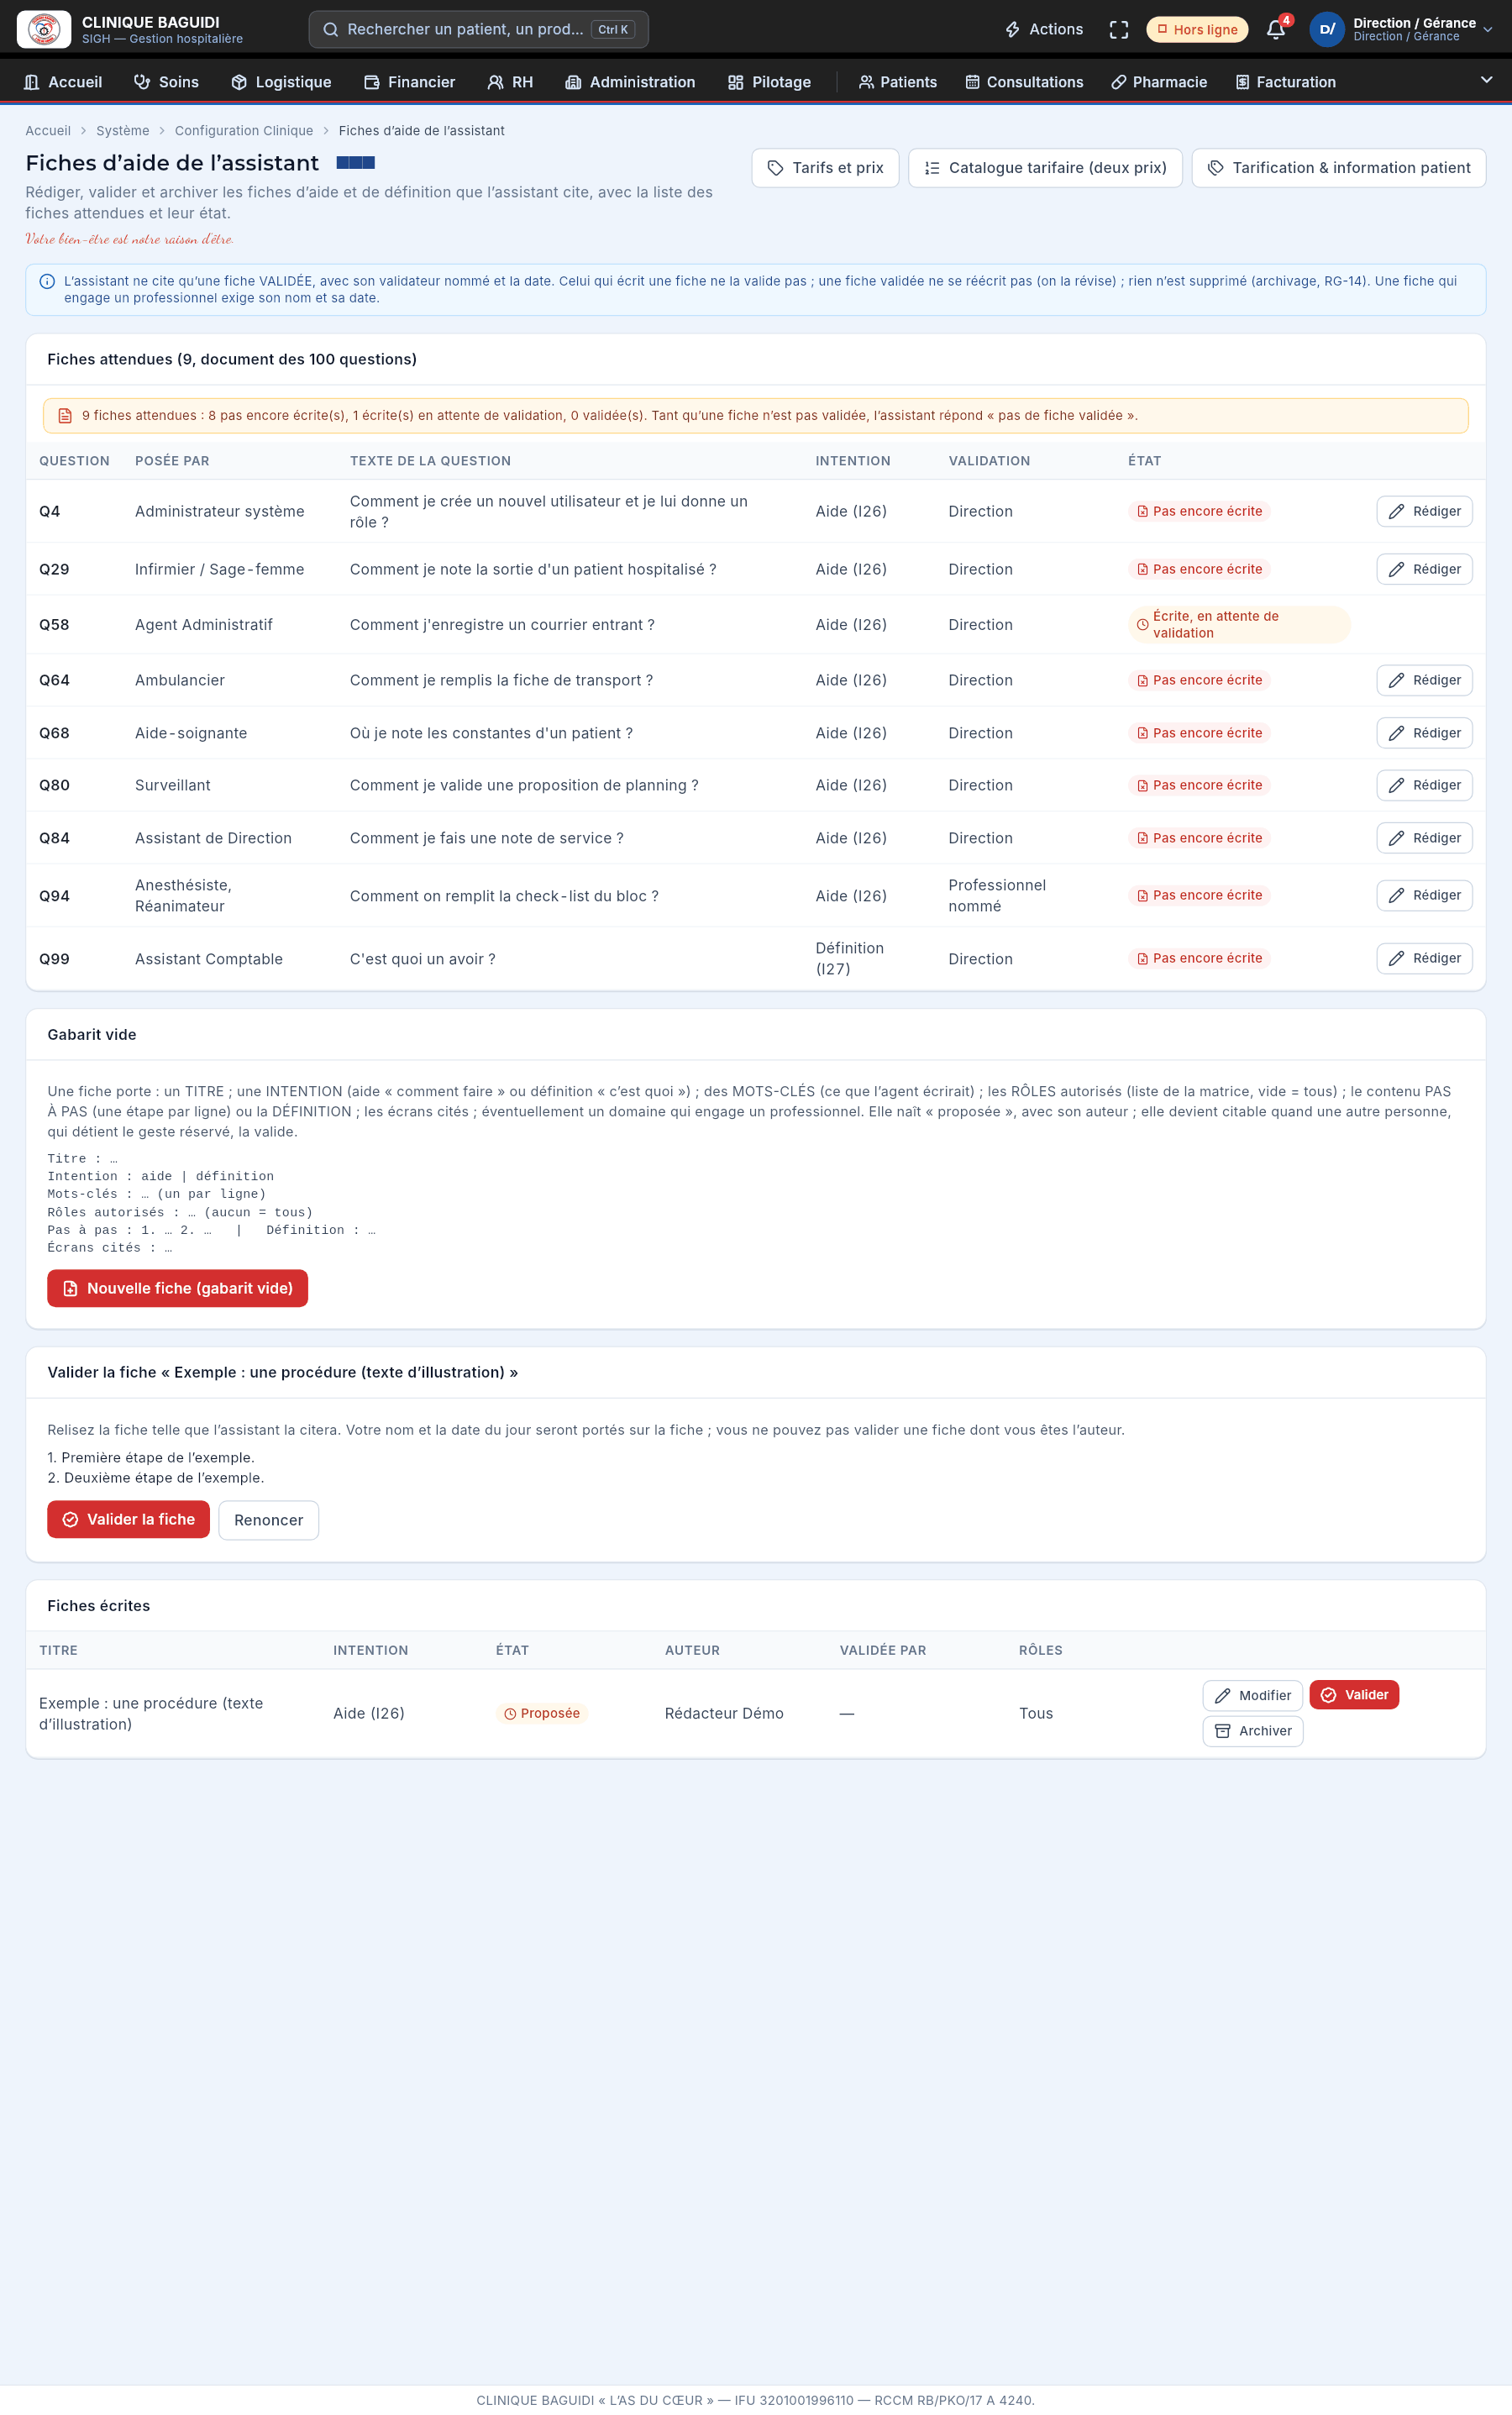 CLINIQUE BAGUIDI
SIGH — Gestion hospitalière
Rechercher un patient, un prod... Ctrl K
Actions
Hors ligne
4
D/
Direction / Gérance
Direction / Gérance
Accueil Soins Logistique Financier RH Administration Pilotage Patients Consultations Pharmacie Facturation
Accueil > Système > Configuration Clinique > Fiches d’aide de l’assistant
Fiches d’aide de l’assistant
Rédiger, valider et archiver les fiches d’aide et de définition que l’assistant cite, avec la liste des
fiches attendues et leur état.
Votre bien-être est notre raison d'être.
Tarifs et prix
Catalogue tarifaire (deux prix)
Tarification & information patient
L’assistant ne cite qu’une fiche VALIDÉE, avec son validateur nommé et la date. Celui qui écrit une fiche ne la valide pas ; une fiche validée ne se réécrit pas (on la révise) ; rien n’est supprimé (archivage, RG-14). Une fiche qui
engage un professionnel exige son nom et sa date.
Fiches attendues (9, document des 100 questions)
9 fiches attendues : 8 pas encore écrite(s), 1 écrite(s) en attente de validation, 0 validée(s). Tant qu’une fiche n’est pas validée, l’assistant répond « pas de fiche validée ».
QUESTION POSÉE PAR TEXTE DE LA QUESTION INTENTION VALIDATION ÉTAT
Q4 Administrateur système Comment je crée un nouvel utilisateur et je lui donne un
rôle ? Aide (I26) Direction Pas encore écrite Rédiger
Q29 Infirmier / Sage-femme Comment je note la sortie d'un patient hospitalisé ? Aide (I26) Direction Pas encore écrite Rédiger
Q58 Agent Administratif Comment j'enregistre un courrier entrant ? Aide (I26) Direction Écrite, en attente de
validation
Q64 Ambulancier Comment je remplis la fiche de transport ? Aide (I26) Direction Pas encore écrite Rédiger
Q68 Aide-soignante Où je note les constantes d'un patient ? Aide (I26) Direction Pas encore écrite Rédiger
Q80 Surveillant Comment je valide une proposition de planning ? Aide (I26) Direction Pas encore écrite Rédiger
Q84 Assistant de Direction Comment je fais une note de service ? Aide (I26) Direction Pas encore écrite Rédiger
Q94 Anesthésiste,
Réanimateur Comment on remplit la check-list du bloc ? Aide (I26) Professionnel
nommé Pas encore écrite Rédiger
Q99 Assistant Comptable C'est quoi un avoir ? Définition
(I27) Direction Pas encore écrite Rédiger
Gabarit vide
Une fiche porte : un TITRE ; une INTENTION (aide « comment faire » ou définition « c’est quoi ») ; des MOTS-CLÉS (ce que l’agent écrirait) ; les RÔLES autorisés (liste de la matrice, vide = tous) ; le contenu PAS
À PAS (une étape par ligne) ou la DÉFINITION ; les écrans cités ; éventuellement un domaine qui engage un professionnel. Elle naît « proposée », avec son auteur ; elle devient citable quand une autre personne,
qui détient le geste réservé, la valide.
Titre : …
Intention : aide | définition
Mots-clés : … (un par ligne)
Rôles autorisés : … (aucun = tous)
Pas à pas : 1. … 2. … | Définition : …
Écrans cités : …
Nouvelle fiche (gabarit vide)
Valider la fiche « Exemple : une procédure (texte d’illustration) »
Relisez la fiche telle que l’assistant la citera. Votre nom et la date du jour seront portés sur la fiche ; vous ne pouvez pas valider une fiche dont vous êtes l’auteur.
1. Première étape de l’exemple.
2. Deuxième étape de l’exemple.
Valider la fiche Renoncer
Fiches écrites
TITRE INTENTION ÉTAT AUTEUR VALIDÉE PAR RÔLES
Exemple : une procédure (texte
d’illustration) Aide (I26) Proposée Rédacteur Démo — Tous Modifier Valider
Archiver
CLINIQUE BAGUIDI « L’AS DU CŒUR » — IFU 3201001996110 — RCCM RB/PKO/17 A 4240.